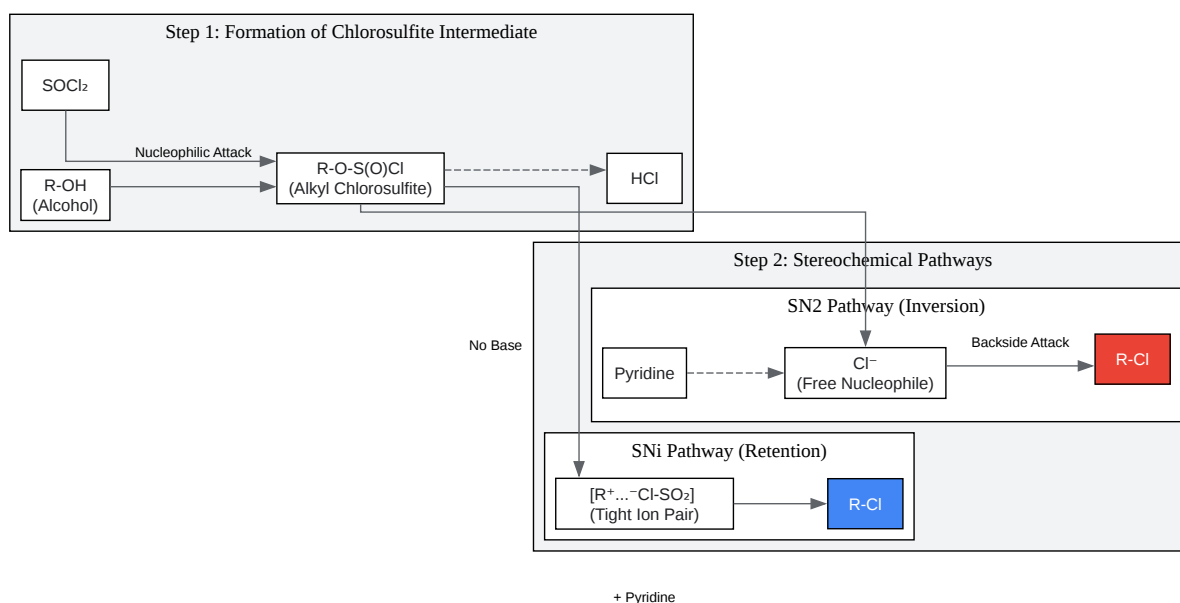 Step 1: Formation of Chlorosulfite Intermediate
SOCl₂
Nucleophilic Attack
R-OH
(Alcohol)
R-O-S(O)Cl
(Alkyl Chlorosulfite)
HCl
Step 2: Stereochemical Pathways
SN2 Pathway (Inversion)
No Base
Pyridine
Cl⁻
(Free Nucleophile)
Backside Attack
R-Cl
SNi Pathway (Retention)
[R⁺...⁻Cl-SO₂]
(Tight Ion Pair)
R-Cl
+ Pyridine